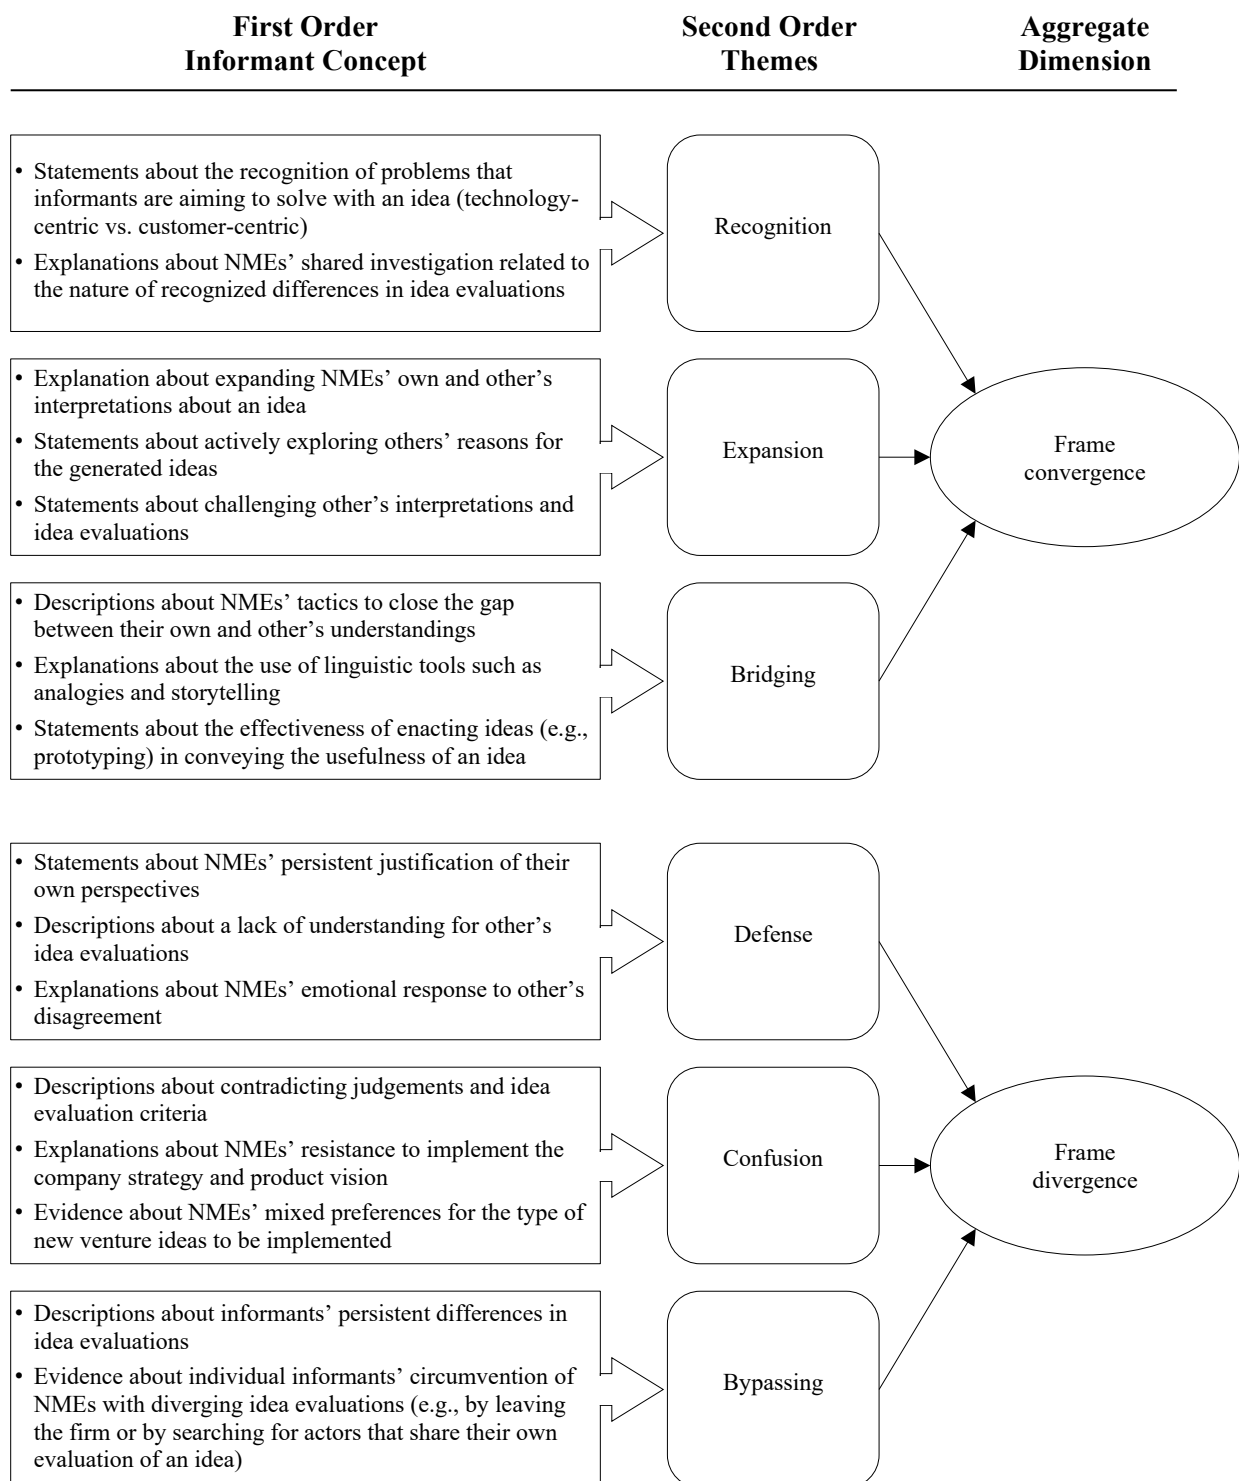 First Order
Informant Concept
Second Order
Themes
Aggregate
Dimension
• Statements about the recognition of problems that
informants are aiming to solve with an idea (technology-
centric vs. customer-centric)
• Explanations about NMEs’ shared investigation related to
the nature of recognized differences in idea evaluations
Recognition
• Explanation about expanding NMEs’ own and other’s
interpretations about an idea
• Statements about actively exploring others’ reasons for
the generated ideas
• Statements about challenging other’s interpretations and
idea evaluations
Expansion
Frame
convergence
• Descriptions about NMEs’ tactics to close the gap
between their own and other’s understandings
• Explanations about the use of linguistic tools such as
analogies and storytelling
• Statements about the effectiveness of enacting ideas (e.g.,
prototyping) in conveying the usefulness of an idea
Bridging
• Statements about NMEs’ persistent justification of their
own perspectives
• Descriptions about a lack of understanding for other’s
idea evaluations
• Explanations about NMEs’ emotional response to other’s
disagreement
Defense
• Descriptions about contradicting judgements and idea
evaluation criteria
• Explanations about NMEs’ resistance to implement the
company strategy and product vision
• Evidence about NMEs’ mixed preferences for the type of
new venture ideas to be implemented
Confusion
Frame
divergence
• Descriptions about informants’ persistent differences in
idea evaluations
• Evidence about individual informants’ circumvention of
NMEs with diverging idea evaluations (e.g., by leaving
the firm or by searching for actors that share their own
evaluation of an idea)
Bypassing